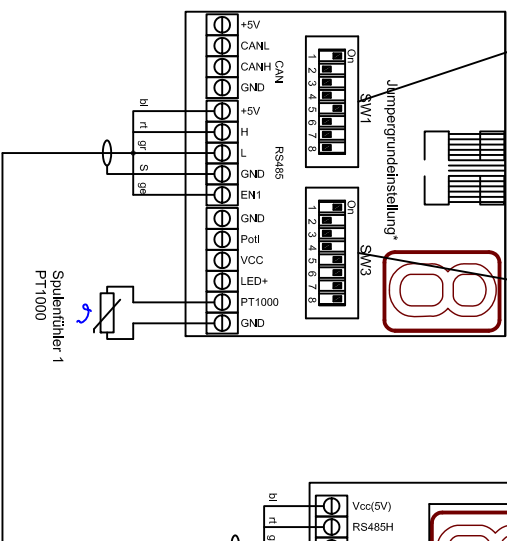 +5V
CANL
CANH
GND
CAN
+5V
H
L
GND
EN1
RS485
GND
Potl
VCC
LED+
PT1000
GND
bl
rt
gr
S
ge
On
1 2 3 4 5 6 7 8
SW1
On
1 2 3 4 5 6 7 8
SW3
Jumpergrundeinstellung*
Spulenfühler 1
PT1000
Vcc(5V)
RS485H
bl
rt